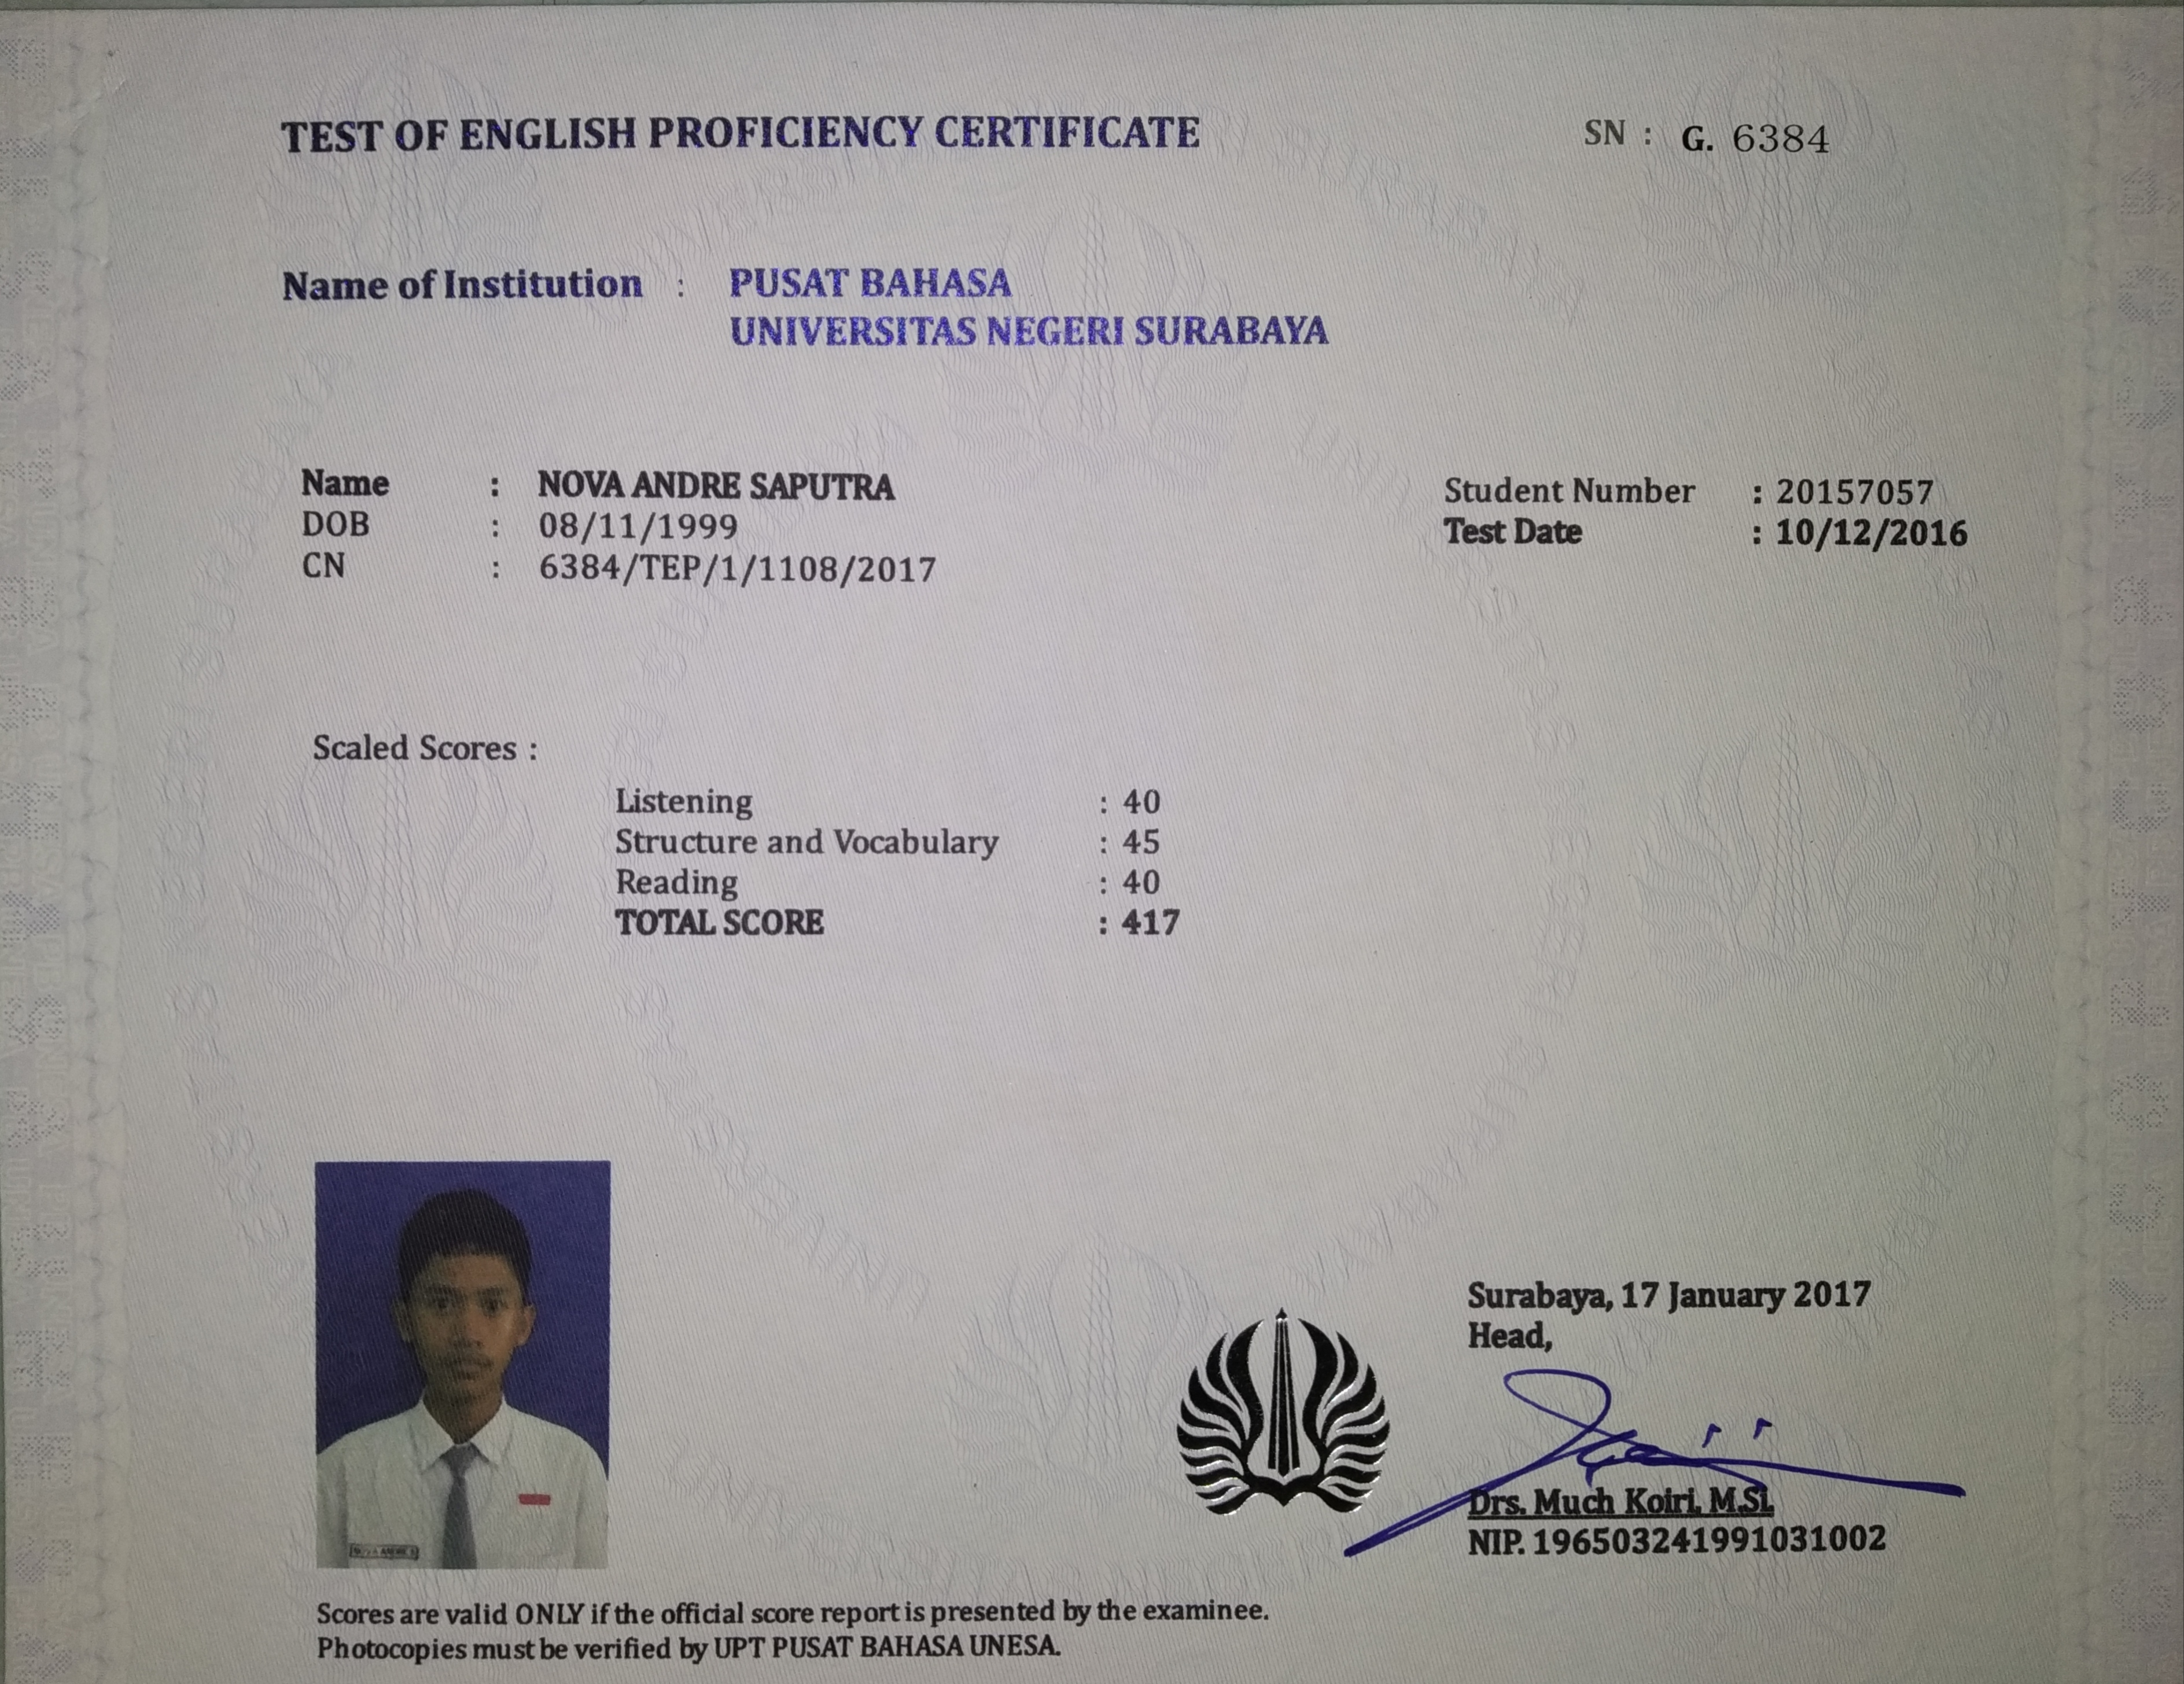 TEST OF ENGLISH PROFICIENCY CERTIFICATE
SN : G. 6384
Name of Institution : PUSAT BAHASA
UNIVERSITAS NEGERI SURABAYA
Name : NOVA ANDRE SAPUTRA
DOB : 08/11/1999
CN : 6384/TEP/1/1108/2017
Student Number : 20157057
Test Date : 10/12/2016
Scaled Scores :
Listening : 40
Structure and Vocabulary : 45
Reading : 40
TOTAL SCORE : 417
Surabaya, 17 January 2017
Head,
Drs. Much Koiri, M.Si.
NIP. 196503241991031002
NOVA ANDRE S
Scores are valid ONLY if the official score report is presented by the examinee.
Photocopies must be verified by UPT PUSAT BAHASA UNESA.